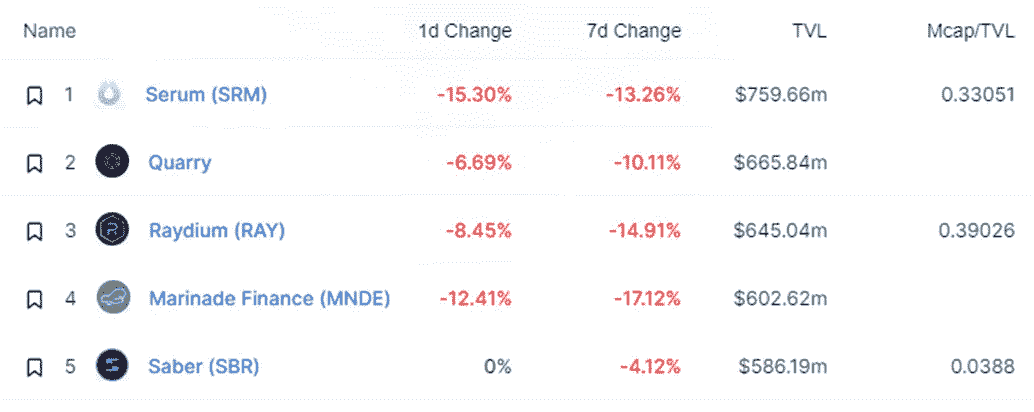 Name 1d Change 7d Change TVL Mcap/TVL
1 Serum (SRM) -15.30% -13.26% $759.66m 0.33051
2 Quarry -6.69% -10.11% $665.84m
3 Raydium (RAY) -8.45% -14.91% $645.04m 0.39026
4 Marinade Finance (MNDE) -12.41% -17.12% $602.62m
5 Saber (SBR) 0% -4.12% $586.19m 0.0388